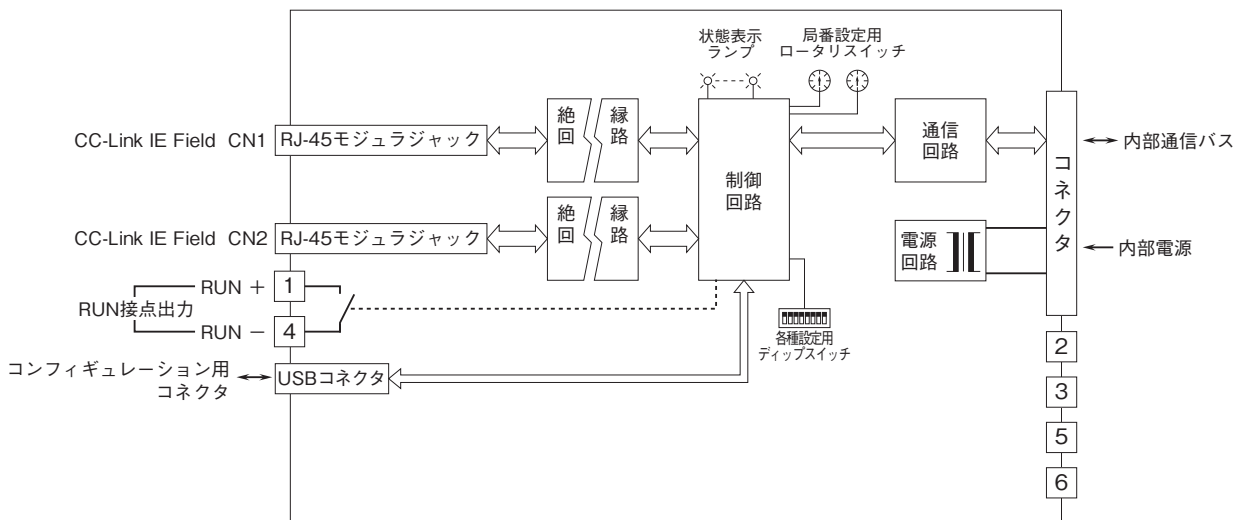 状態表示
ランプ
局番設定用
ロータリスイッチ
CC-Link IE Field CN1
RJ-45モジュラジャック
絶 縁
回 路
制御
回路
通信
回路
コネクタ
内部通信バス
CC-Link IE Field CN2
RJ-45モジュラジャック
絶 縁
回 路
電源
回路
内部電源
RUN +
1
RUN接点出力
RUN −
4
各種設定用
ディップスイッチ
コンフィギュレーション用
コネクタ
USBコネクタ
2
3
5
6